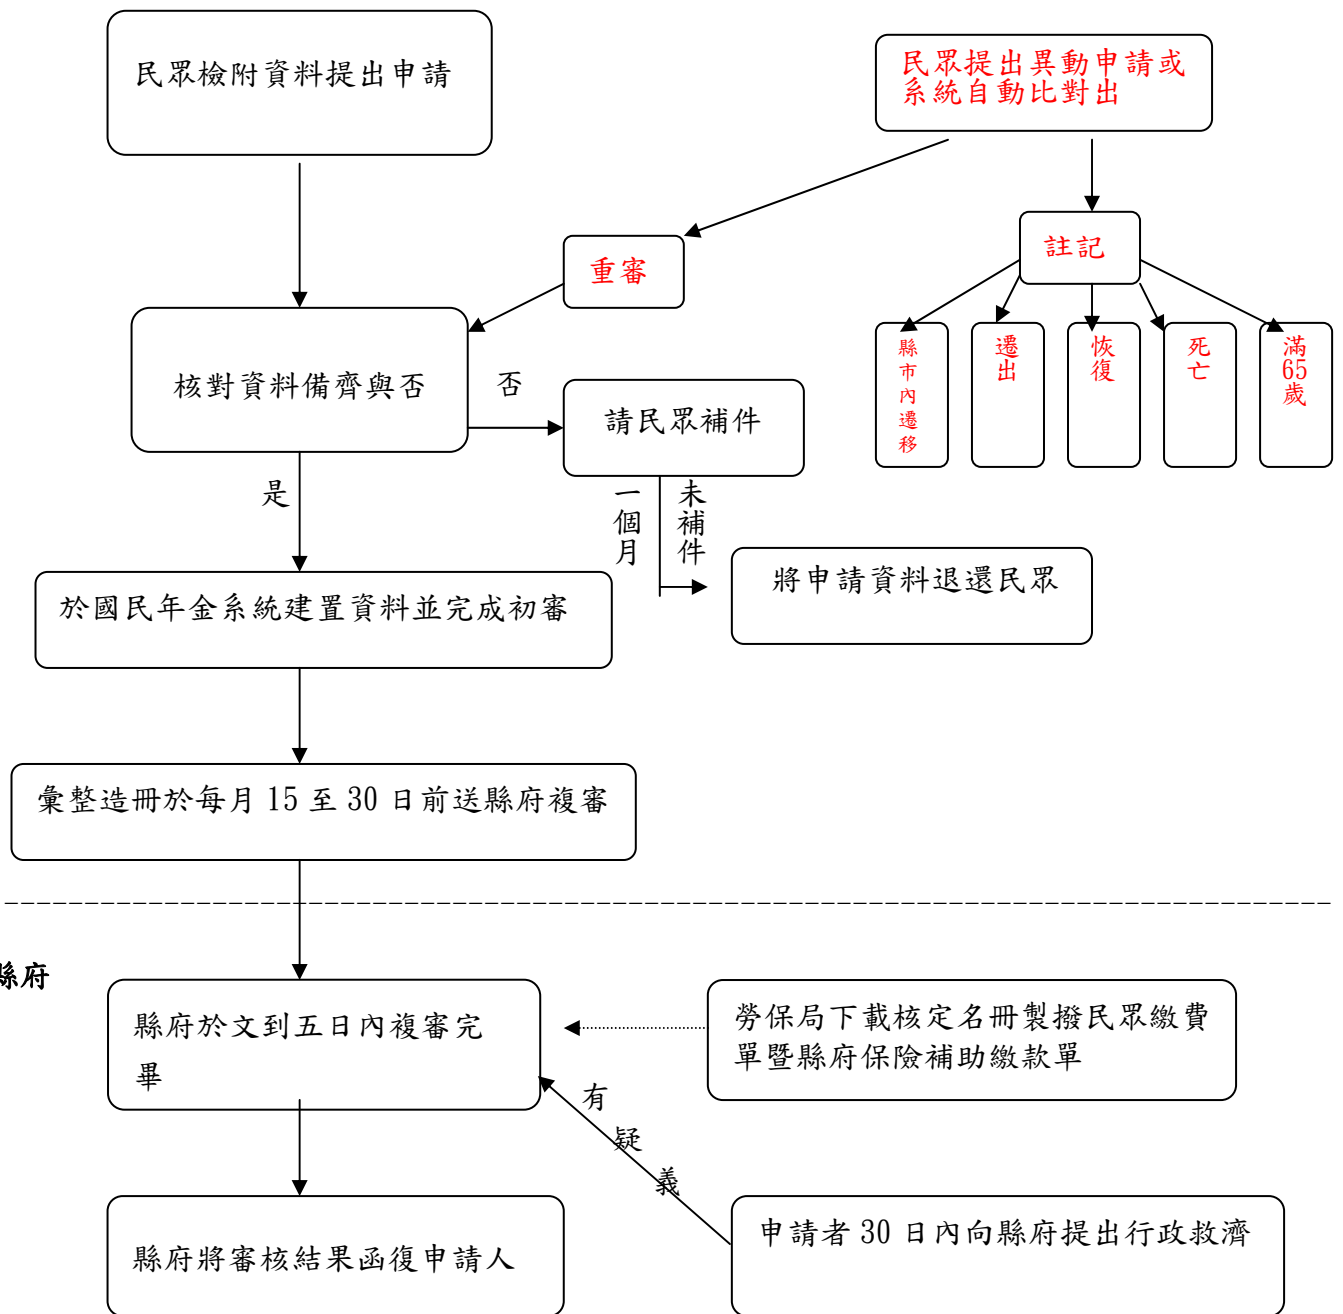 民眾檢附資料提出申請
民眾提出異動申請或
系統自動比對出
重審
註記
縣市內遷移
遷出
恢復
死亡
滿65歲
核對資料備齊與否
否
請民眾補件
是
一個月
未補件
將申請資料退還民眾
於國民年金系統建置資料並完成初審
彙整造冊於每月 15 至 30 日前送縣府複審
縣府
縣府於文到五日內複審完
畢
勞保局下載核定名冊製撥民眾繳費
單暨縣府保險補助繳款單
有疑義
縣府將審核結果函復申請人
申請者 30 日內向縣府提出行政救濟